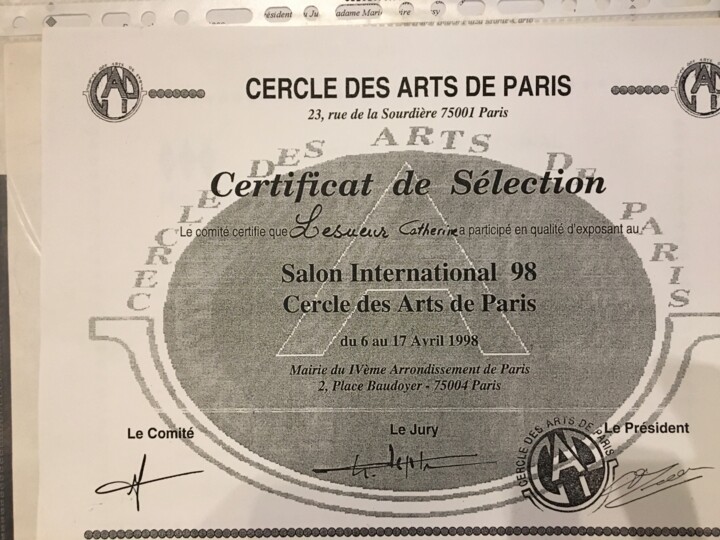 CERCLE DES ARTS DE PARIS
23, rue de la Sourdière 75001 Paris
CERCLE DES ARTS DE PARIS
Certificat de Sélection
Le comité certifie que Lesueur Catherine a participé en qualité d'exposant au
Salon International 98
Cercle des Arts de Paris
du 6 au 17 Avril 1998
Mairie du IVème Arrondissement de Paris
2, Place Baudoyer - 75004 Paris
Le Comité Le Jury Le Président
CERCLE DES ARTS DE PARIS